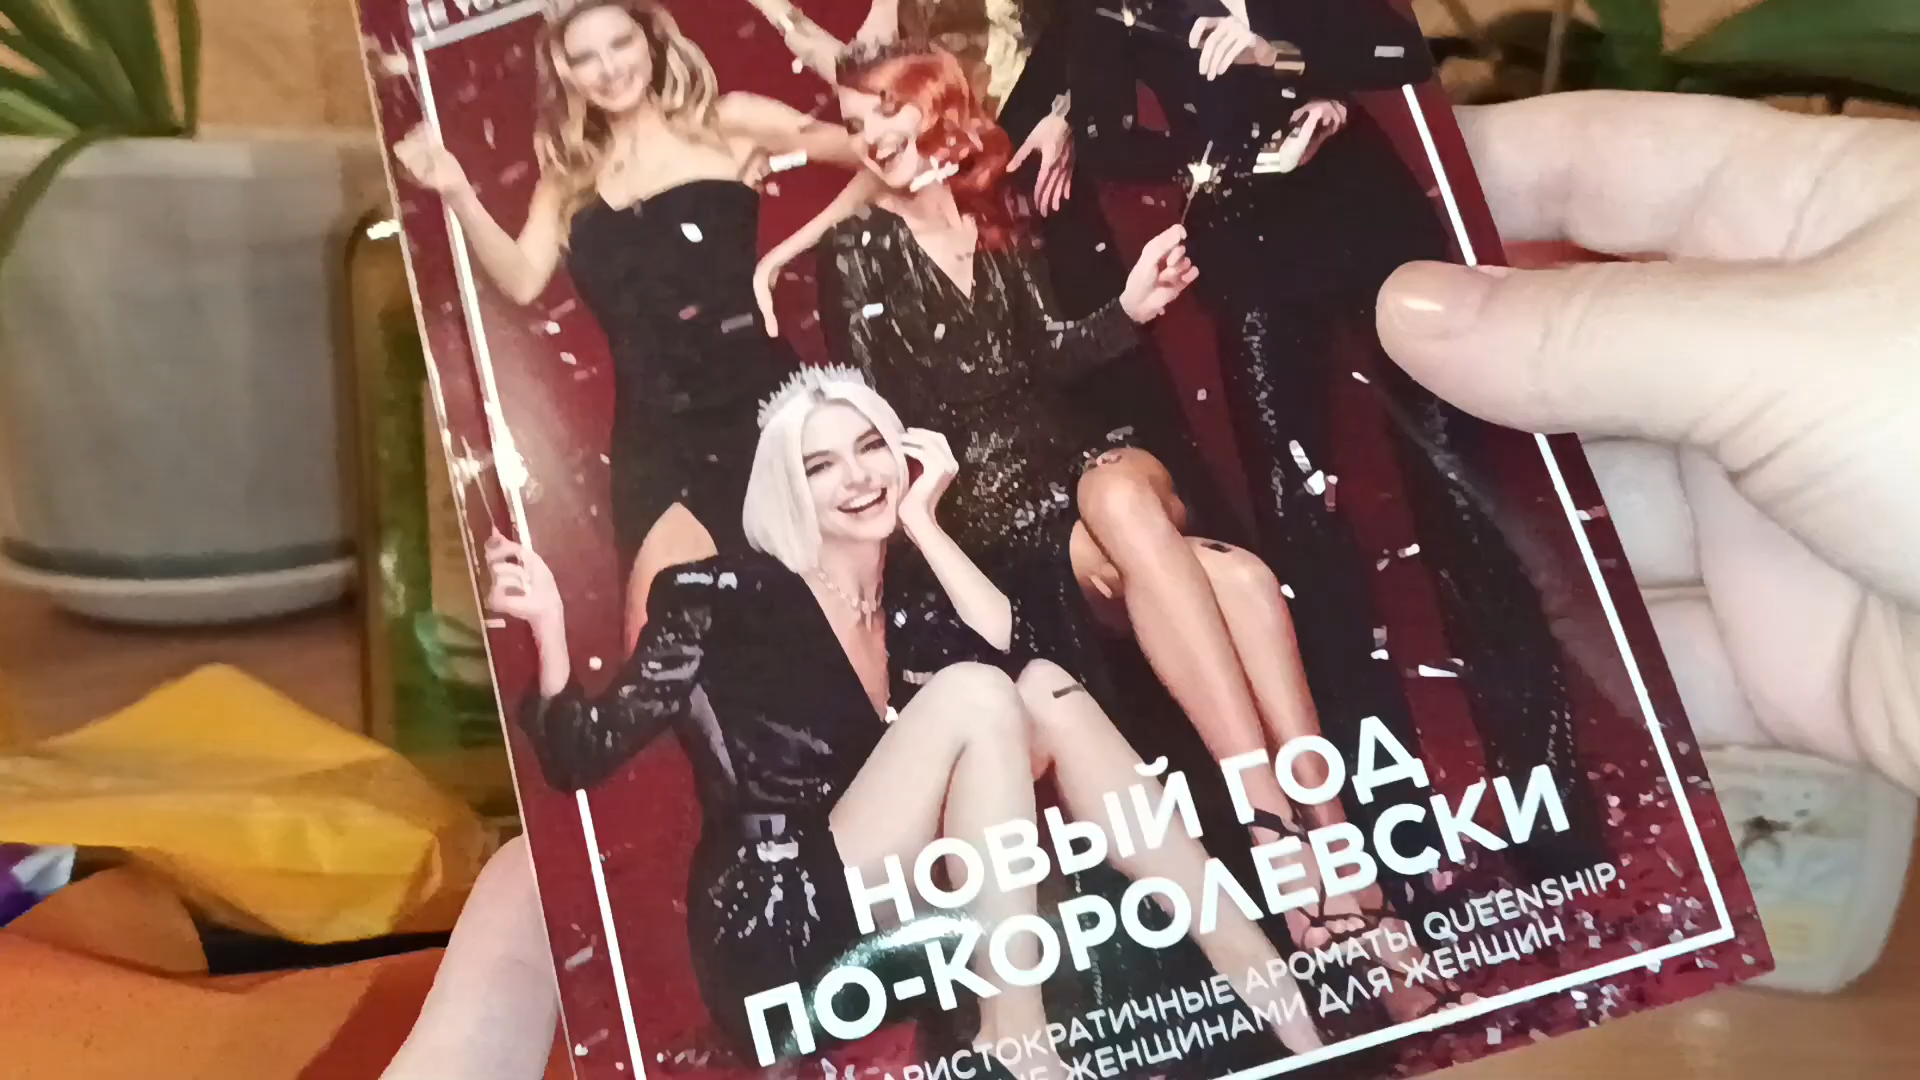 НОВЫЙ ГОД
ПО-КОРОЛЕВСКИ
АРИСТОКРАТИЧНЫЕ АРОМАТЫ QUEENSHIP,
ЖЕНЩИНАМИ ДЛЯ ЖЕНЩИН